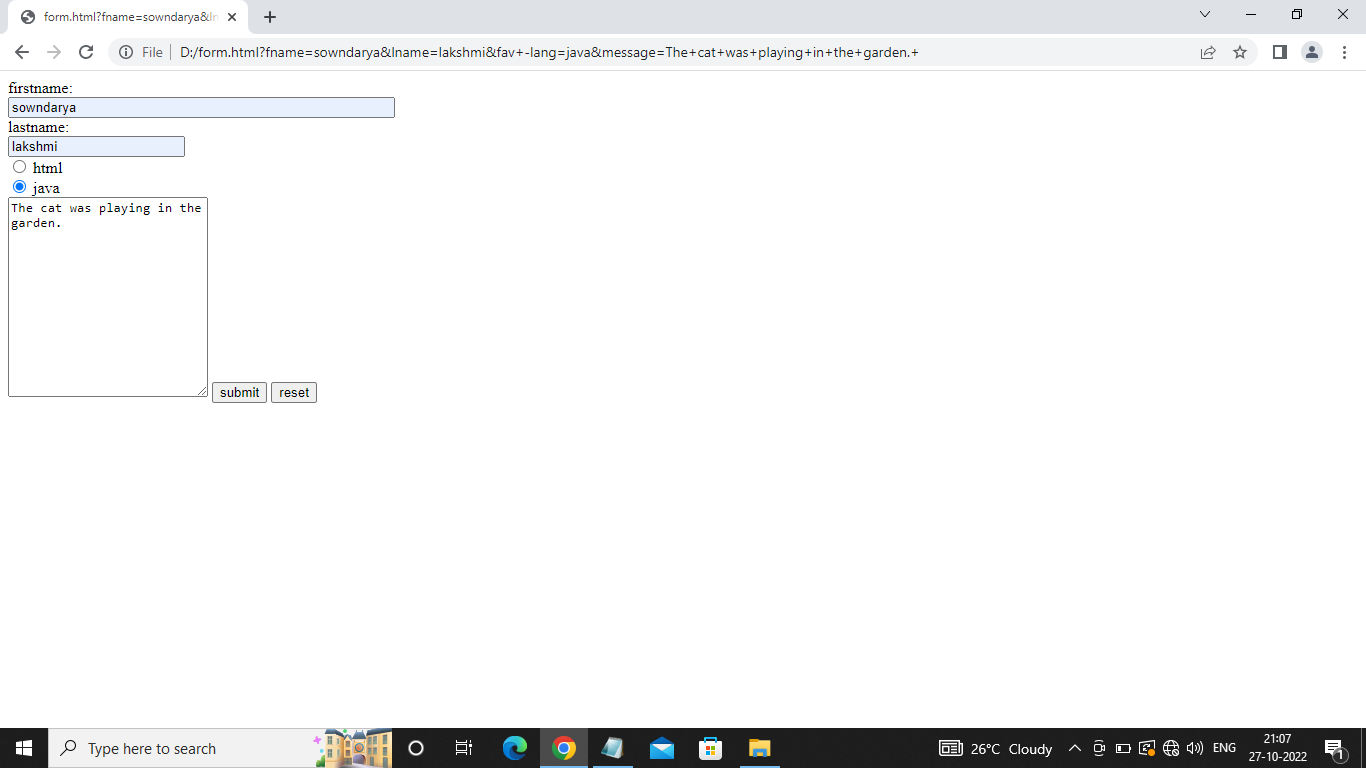 form.html?fname=sowndarya&ln
File
D:/form.html?fname=sowndarya&lname=lakshmi&fav+-lang=java&message=The+cat+was+playing+in+the+garden.+
firstname:
sowndarya
lastname:
lakshmi
html
java
The cat was playing in the
garden.
submit reset
Type here to search
26°C Cloudy
ENG
21:07
27-10-2022
1